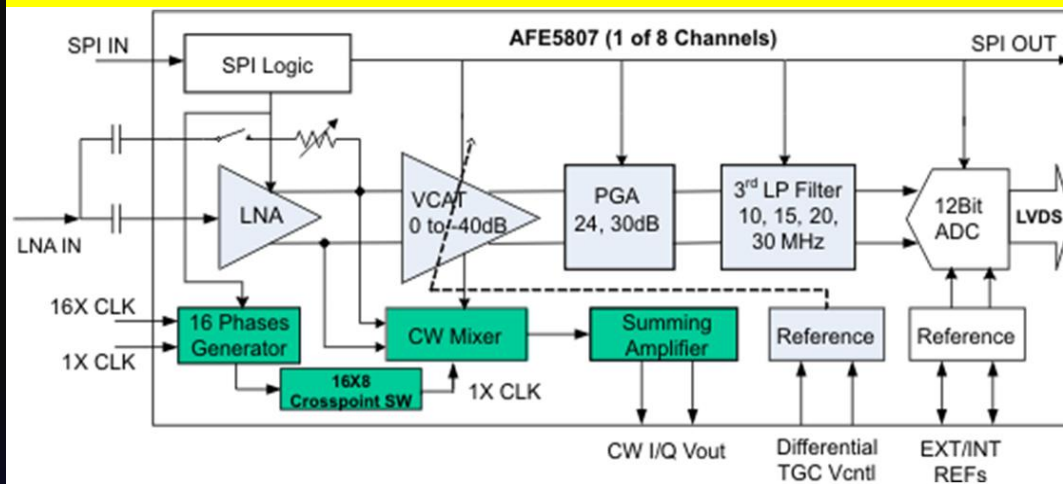 AFE5807 (1 of 8 Channels)
SPI IN
SPI OUT
SPI Logic
LNA
LNA IN
VCAT
0 to -40dB
PGA
24, 30dB
3rd LP Filter
10, 15, 20,
30 MHz
12Bit
ADC
LVDS
16X CLK
1X CLK
16 Phases
Generator
16X8
Crosspoint SW
CW Mixer
1X CLK
Summing
Amplifier
Reference
Reference
CW I/Q Vout
Differential
TGC Vcntl
EXT/INT
REFs